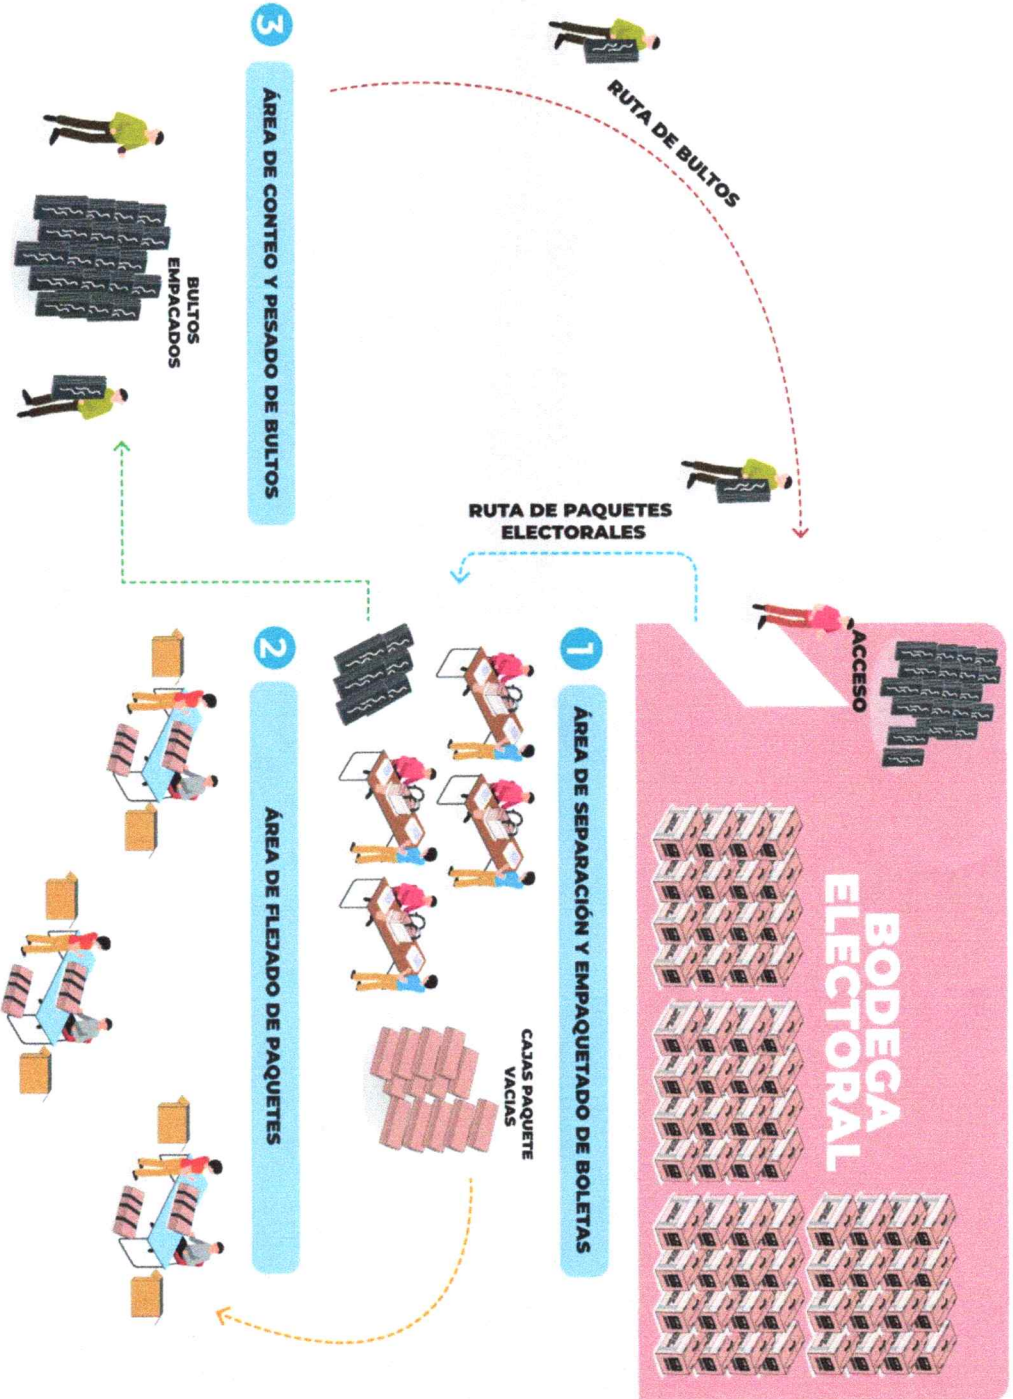 BODEGA
ELECTORAL
ACCESO
RUTA DE PAQUETES
ELECTORALES
RUTA DE BULTOS
1
ÁREA DE SEPARACIÓN Y EMPAQUETADO DE BOLETAS
CAJAS PAQUETE
VACIAS
2
ÁREA DE FLEJADO DE PAQUETES
3
ÁREA DE CONTEO Y PESADO DE BULTOS
BULTOS
EMPACADOS